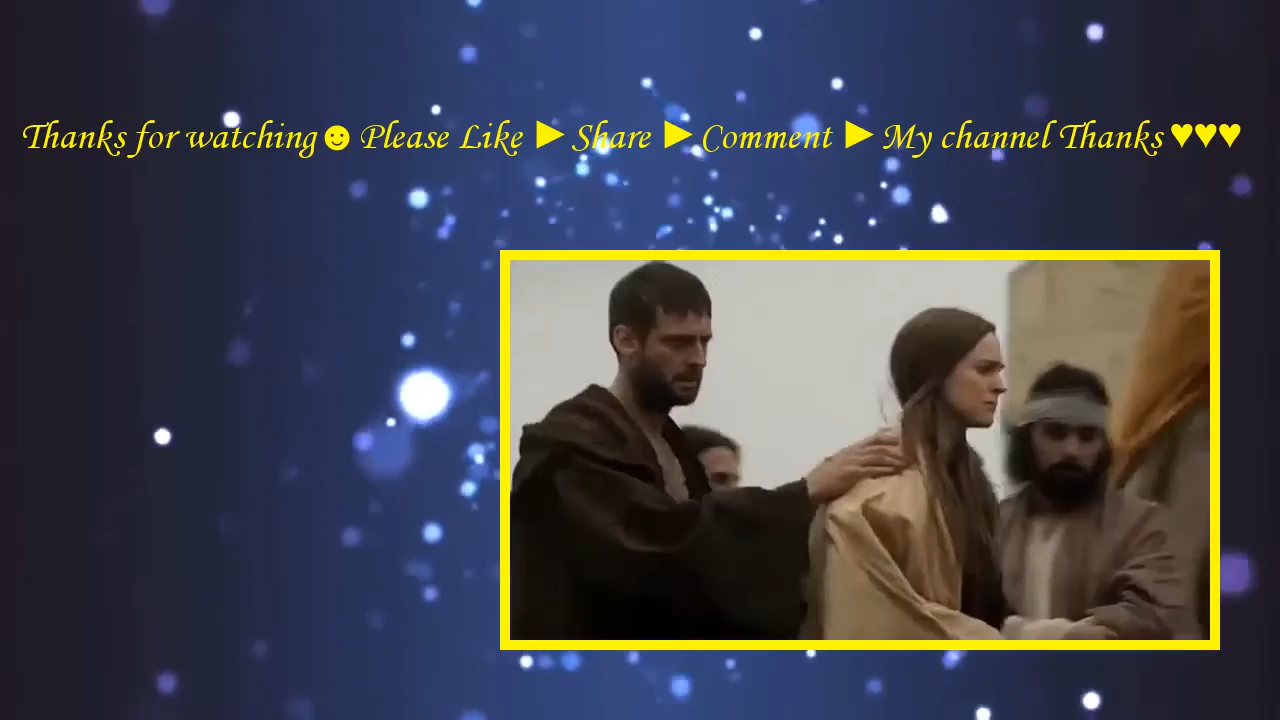 Thanks for watching☻Please Like ► Share ► Comment ► My channel Thanks ♥♥♥